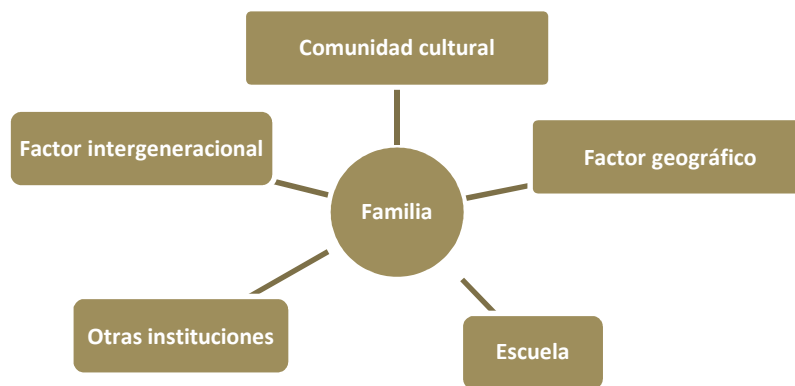 Comunidad cultural
Factor intergeneracional
Factor geográfico
Familia
Otras instituciones
Escuela